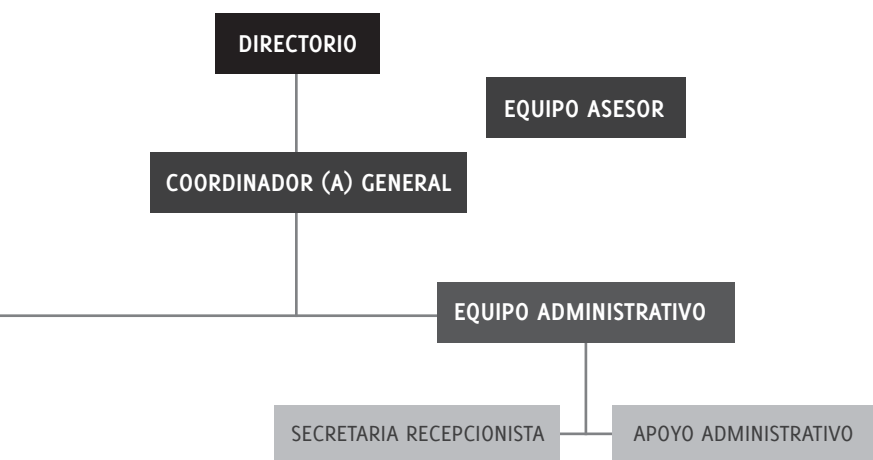 DIRECTORIO
EQUIPO ASESOR
COORDINADOR (A) GENERAL
EQUIPO ADMINISTRATIVO
SECRETARIA RECEPCIONISTA
APOYO ADMINISTRATIVO